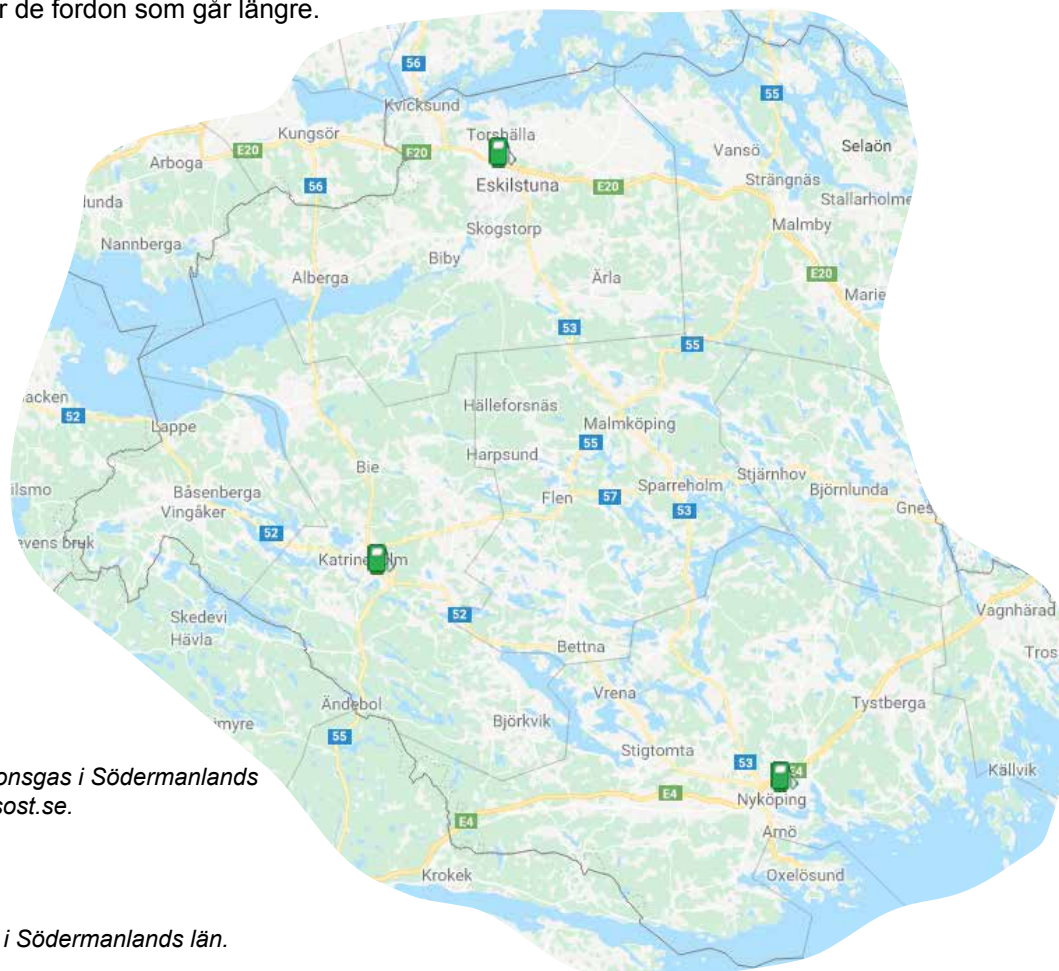 r de fordon som går längre.
56
55
Kvicksund
Kungsör
Torshälla
E20
E20
Vansö
Selaön
Arboga
56
Eskilstuna
E20
Strängnäs
Stallarholme
lunda
Skogstorp
Malmby
Nannberga
Biby
Alberga
Ärla
E20
Marie
53
55
acken
52
Hälleforsnäs
Lappe
Malmköping
55
Harpsund
Bie
Stjärnhov
ilsmo
Båsenberga
Flen
57
Sparreholm
Björnlunda
Vingåker
53
Gnes
52
evens bruk
Katrine lm
52
Vagnhärad
Skedevi
Hävla
Bettna
Tros
Vrena
Ändebol
Tystberga
imyre
Björkvik
55
Stigtomta
53
E4
Källvik
onsgas i Södermanlands
E4
Nyköping
sost.se.
E4
Arnö
Krokek
Oxelösund
i Södermanlands län.